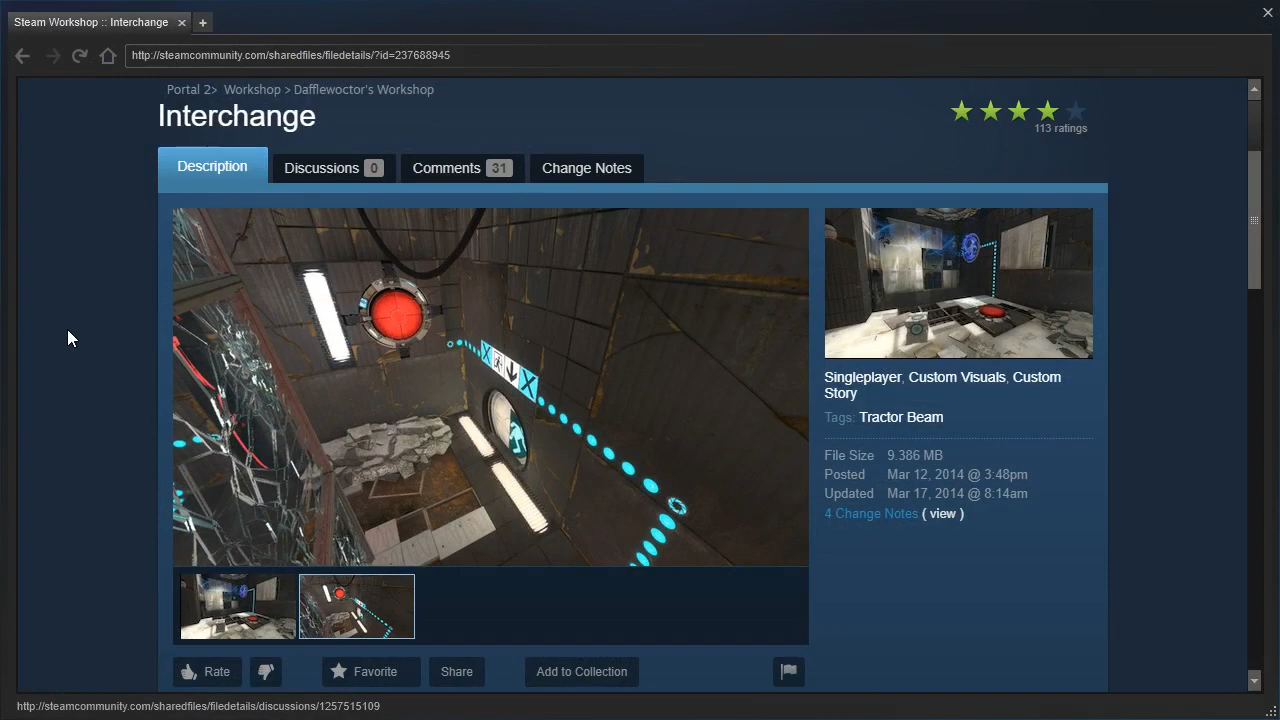 Steam Workshop :: Interchange
http://steamcommunity.com/sharedfiles/filedetails/?id=237688945
Portal 2> Workshop > Dafflewoctor's Workshop
Interchange
113 ratings
Description
Discussions 0
Comments 31
Change Notes
Singleplayer, Custom Visuals, Custom
Story
Tags: Tractor Beam
File Size 9.386 MB
Posted Mar 12, 2014 @ 3:48pm
Updated Mar 17, 2014 @ 8:14am
4 Change Notes ( view )
Rate
Favorite
Share
Add to Collection
http://steamcommunity.com/sharedfiles/filedetails/discussions/1257515109